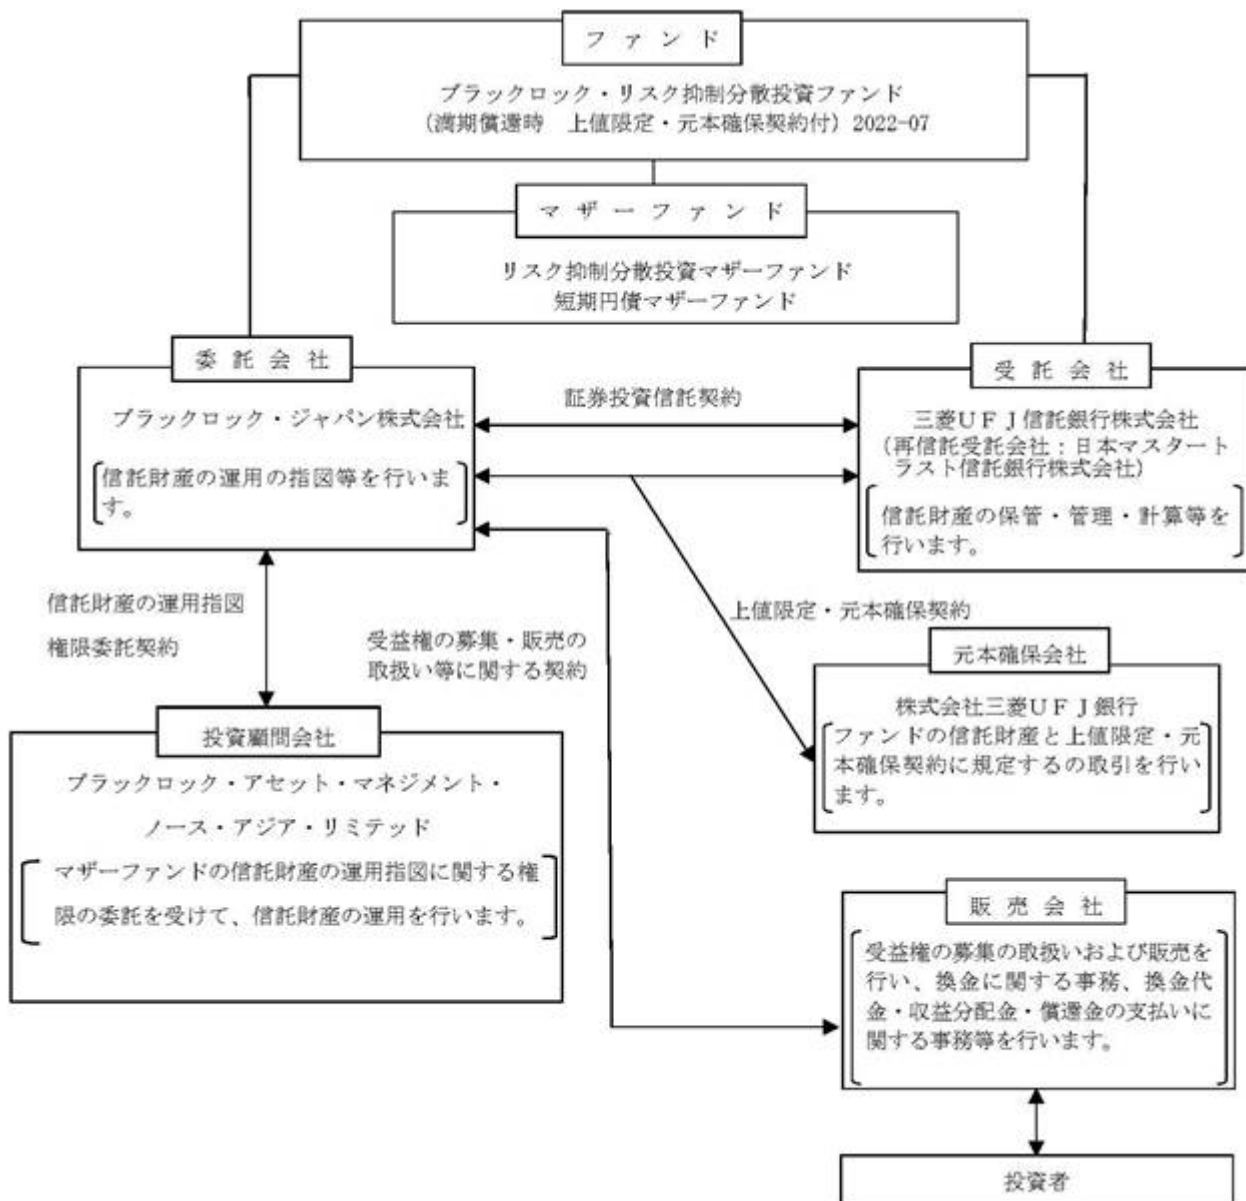 ファンド
ブラックロック・リスク抑制分散投資ファンド
(満期償還時　上値限定・元本確保契約付) 2022-07
マザーファンド
リスク抑制分散投資マザーファンド
短期円債マザーファンド
委託会社
ブラックロック・ジャパン株式会社
信託財産の運用の指図等を行いま
す。
証券投資信託契約
受託会社
三菱ＵＦＪ信託銀行株式会社
(再信託受託会社：日本マスタート
ラスト信託銀行株式会社)
信託財産の保管・管理・計算等を
行います。
信託財産の運用指図
権限委託契約
受益権の募集・販売の
取扱い等に関する契約
上値限定・元本確保契約
元本確保会社
株式会社三菱ＵＦＪ銀行
ファンドの信託財産と上値限定・元
本確保契約に規定するの取引を行い
ます。
投資顧問会社
ブラックロック・アセット・マネジメント・
ノース・アジア・リミテッド
マザーファンドの信託財産の運用指図に関する権
限の委託を受けて、信託財産の運用を行います。
販売会社
受益権の募集の取扱いおよび販売を
行い、換金に関する事務、換金代
金・収益分配金・償還金の支払いに
関する事務等を行います。
投資者